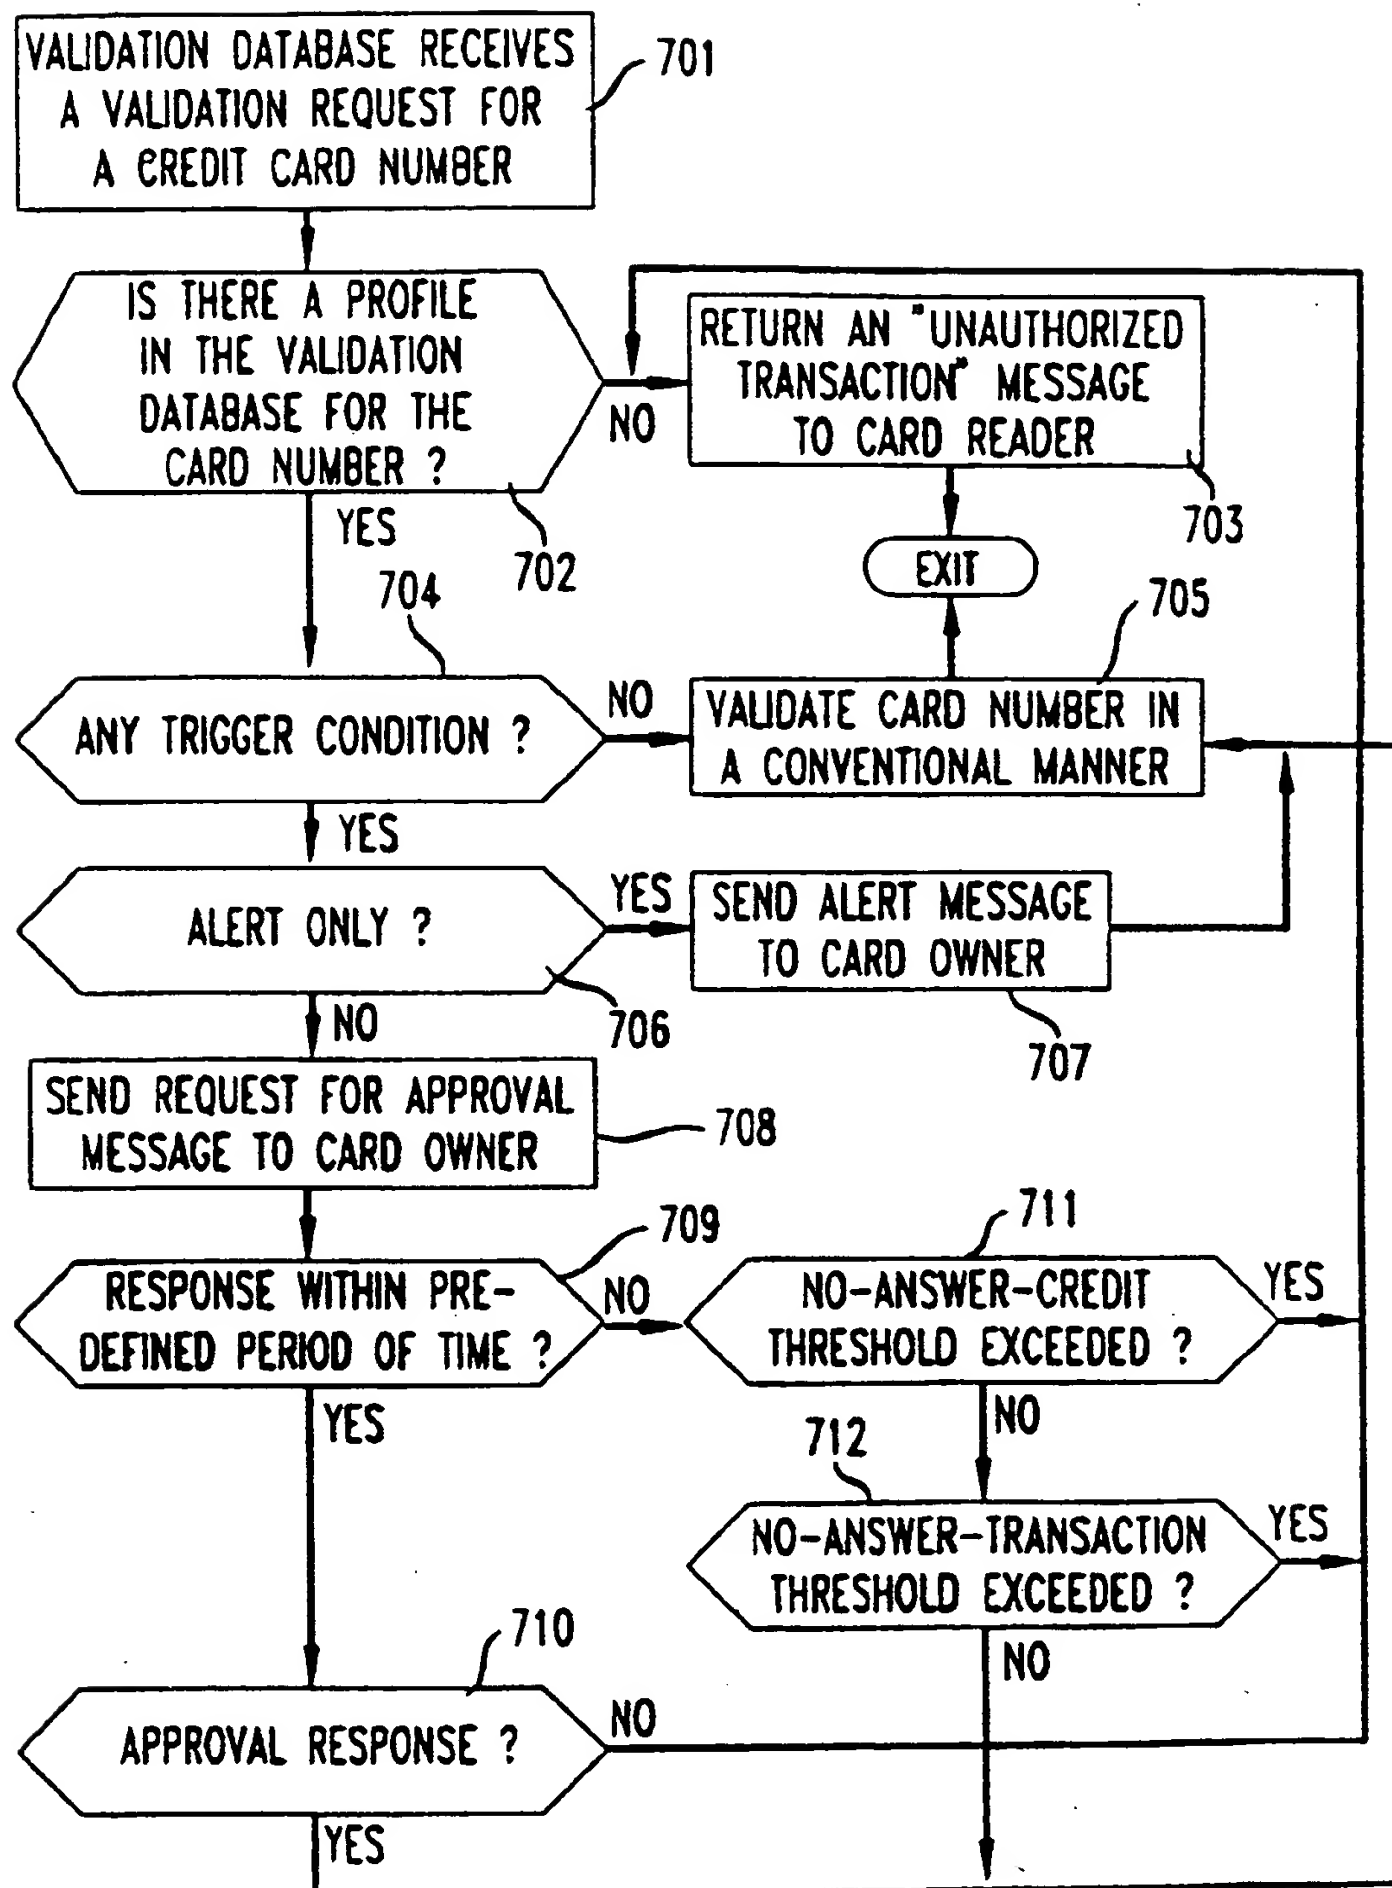 VALIDATION DATABASE RECEIVES
A VALIDATION REQUEST FOR
A CREDIT CARD NUMBER
701
IS THERE A PROFILE
IN THE VALIDATION
DATABASE FOR THE
CARD NUMBER ?
702
NO
YES
RETURN AN "UNAUTHORIZED
TRANSACTION" MESSAGE
TO CARD READER
703
EXIT
704
ANY TRIGGER CONDITION ?
NO
YES
705
VALIDATE CARD NUMBER IN
A CONVENTIONAL MANNER
ALERT ONLY ?
YES
706
NO
SEND ALERT MESSAGE
TO CARD OWNER
707
SEND REQUEST FOR APPROVAL
MESSAGE TO CARD OWNER
708
709
RESPONSE WITHIN PRE-
DEFINED PERIOD OF TIME ?
NO
YES
711
NO-ANSWER-CREDIT
THRESHOLD EXCEEDED ?
YES
NO
712
NO-ANSWER-TRANSACTION
THRESHOLD EXCEEDED ?
YES
NO
710
APPROVAL RESPONSE ?
NO
YES